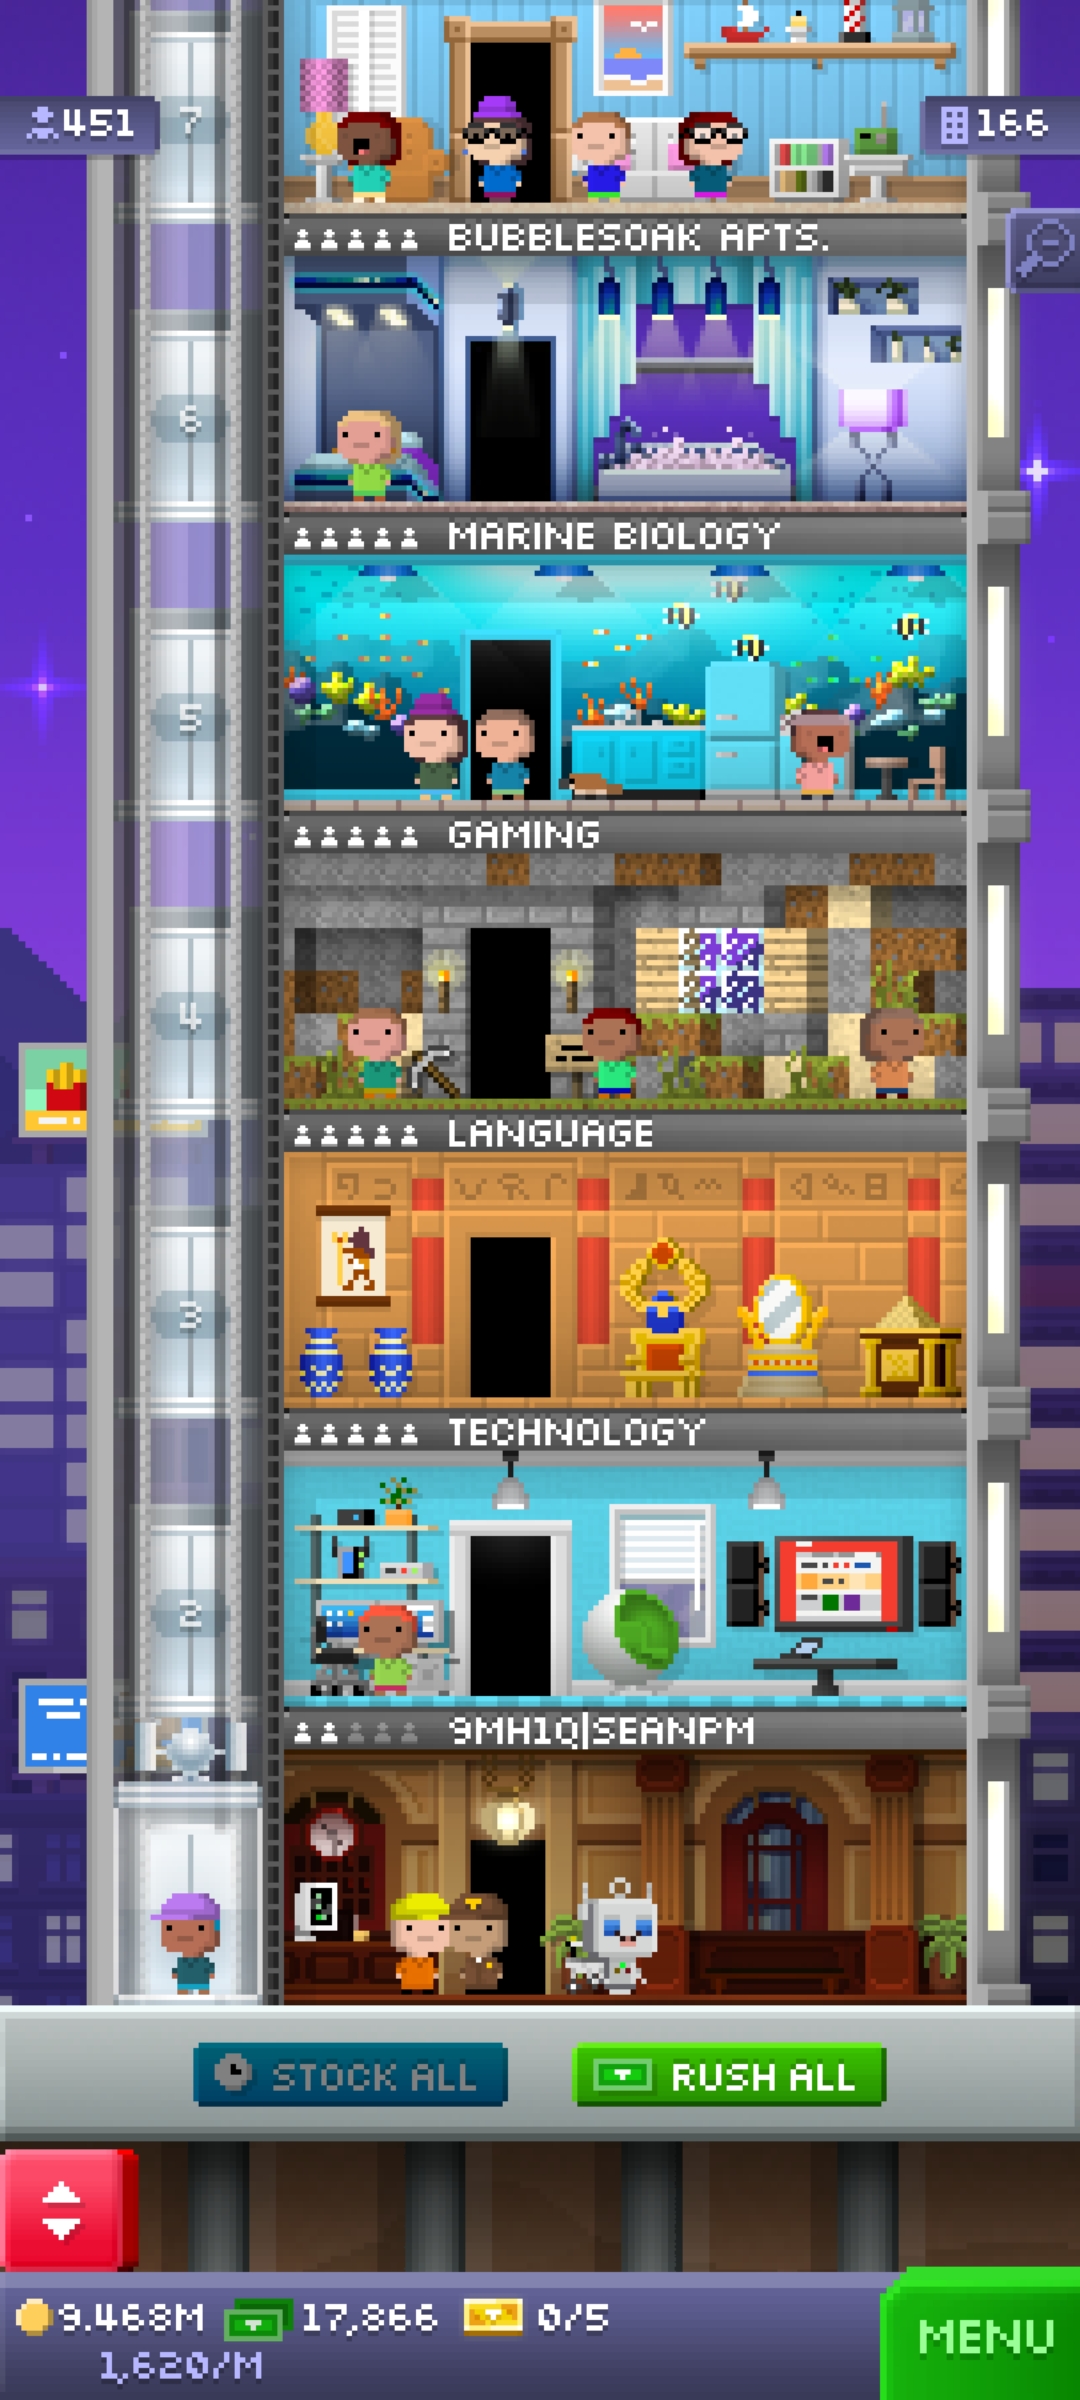 7
451
166
BUBBLESOAK APTS.
6
MARINE BIOLOGY
5
GAMING
4
LANGUAGE
3
TECHNOLOGY
2
9MH1Q|SEANPM
STOCK ALL
RUSH ALL
9.468M
17,866
0/5
1,620/M
MENU